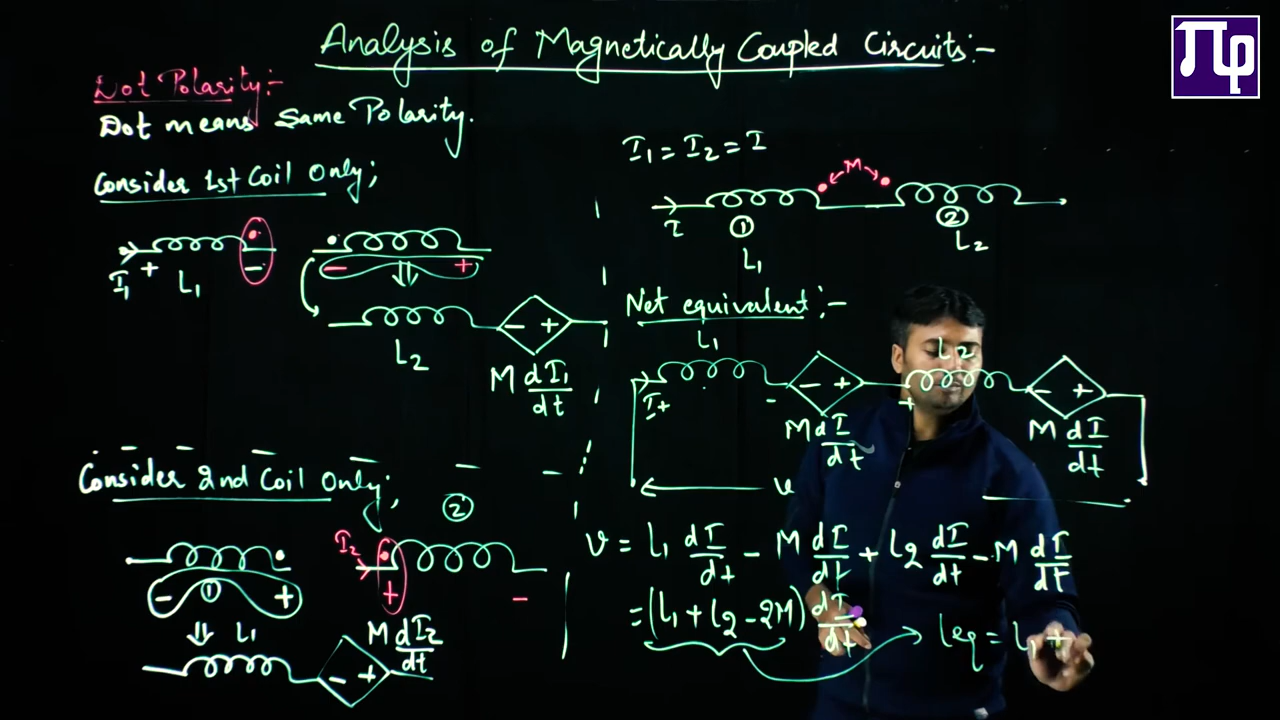 Analysis of Magnetically Coupled Circuits:-
Πφ
Dot Polarity:-
Dot means Same Polarity.
Consider 1st Coil Only;
I₁ + L₁ -
- +
L₂
- +
M dI₁/dt
Consider 2nd Coil Only;
- ① +
L₁
- +
M dI₂/dt
②
I₂
+ -
I₁ = I₂ = I
M
I ① ②
L₁ L₂
Net equivalent:-
L₁ L₂
I + - - + + - +
M dI/dt M dI/dt
v
v = L₁ dI/dt - M dI/dt + L₂ dI/dt - M dI/dt
= (L₁ + L₂ - 2M) dI/dt
Leq = L₁ +